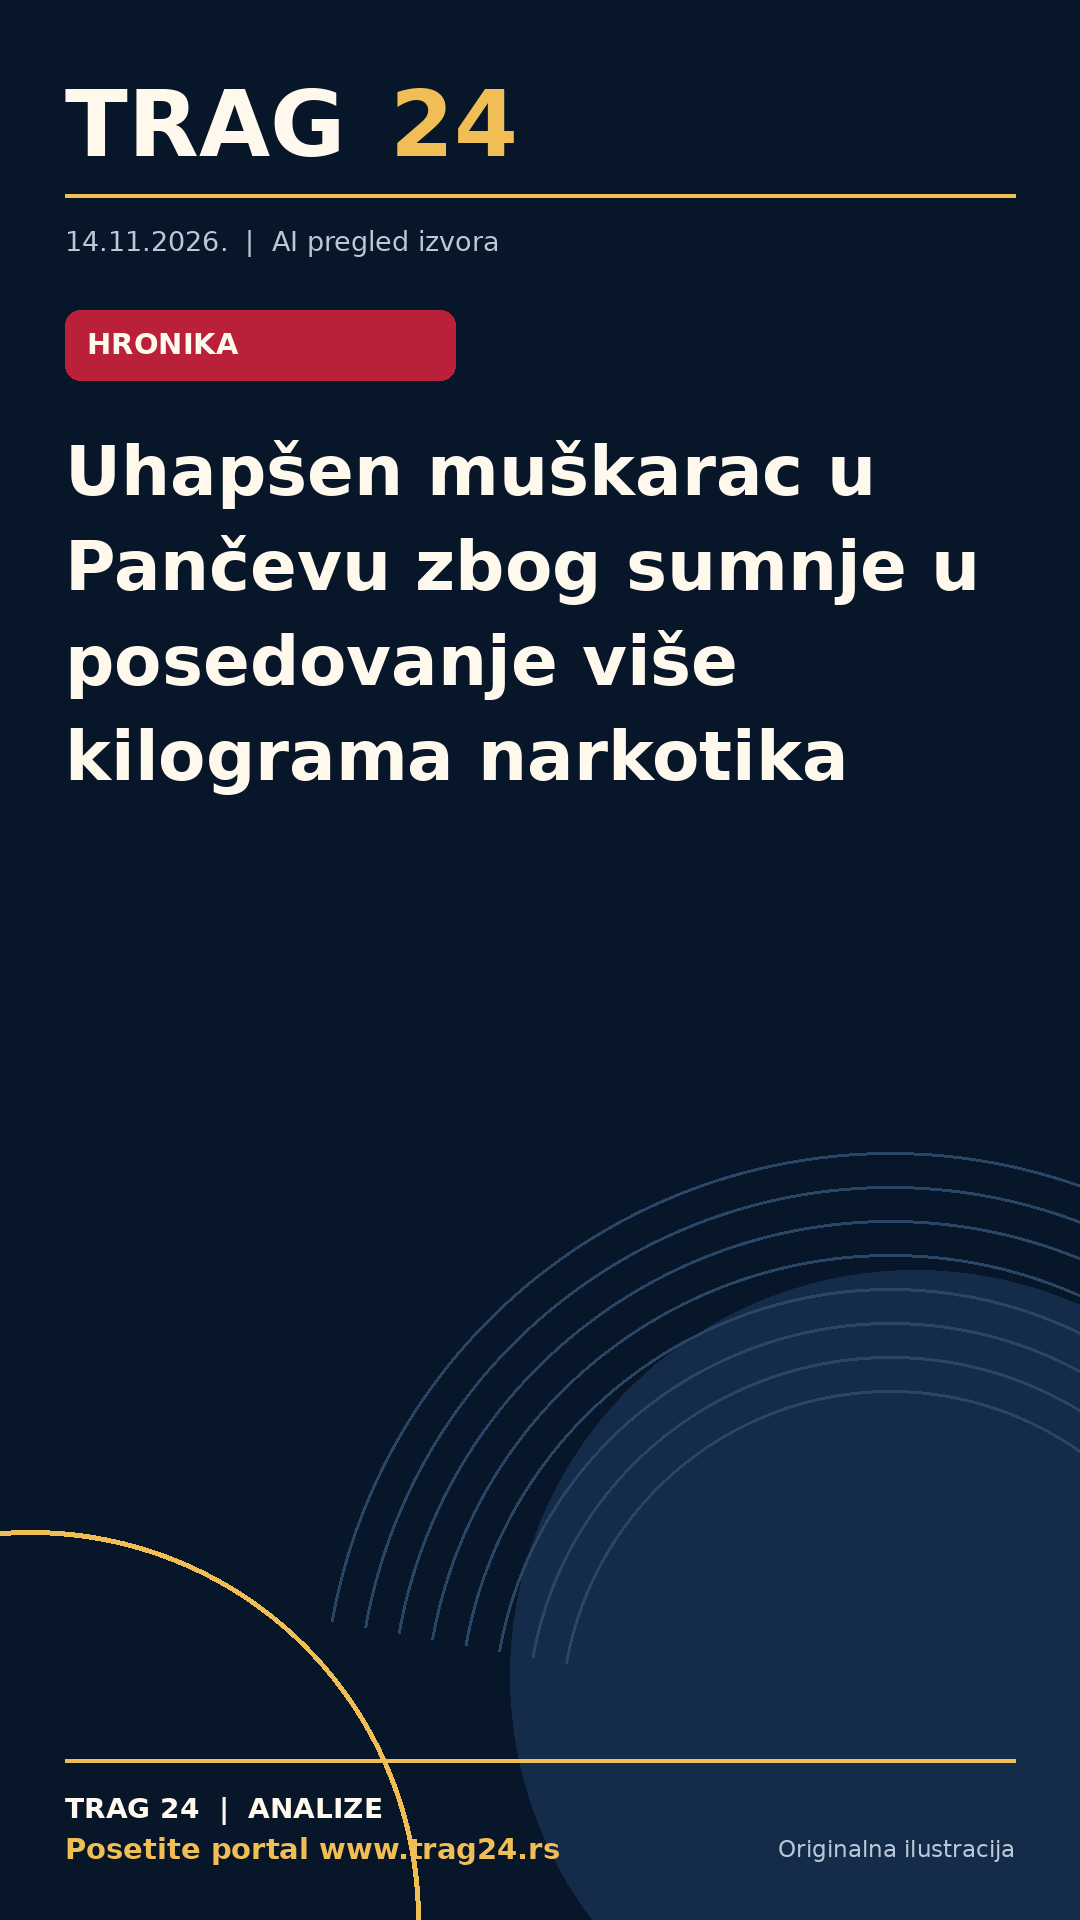 TRAG 24
14.11.2026. | AI pregled izvora
HRONIKA
Uhapšen muškarac u
Pančevu zbog sumnje u
posedovanje više
kilograma narkotika
TRAG 24 | ANALIZE
Posetite portal www.trag24.rs
Originalna ilustracija